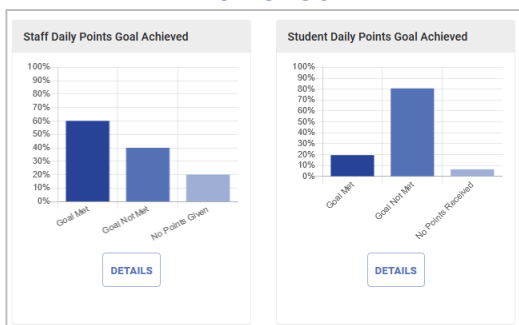 Staff Daily Points Goal Achieved
100%
90%
80%
70%
60%
50%
40%
30%
20%
10%
0%
Goal Met
Goal Not Met
No Points Given
DETAILS
Student Daily Points Goal Achieved
100%
90%
80%
70%
60%
50%
40%
30%
20%
10%
0%
Goal Met
Goal Not Met
No Points Received
DETAILS